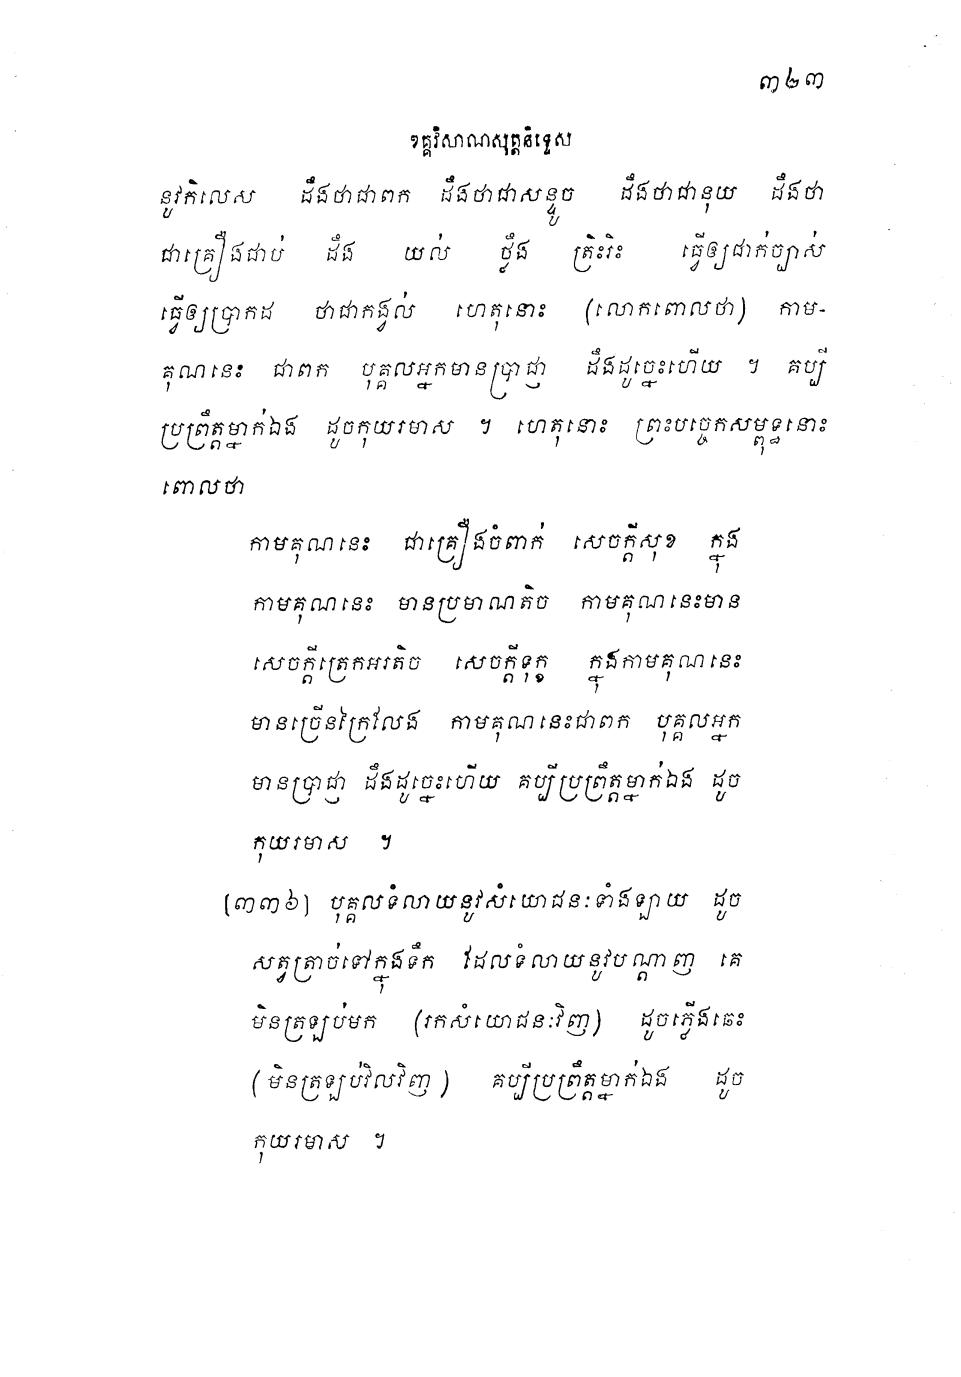 ៣២៣
ខគ្គវិសាណសុត្តនិទ្ទេស
នូវកិលេស ដឹងថាជាពក ដឹងថាជាសន្ទូច ដឹងថាជានុយ ដឹងថា
ជាគ្រឿងជាប់ ដឹង យល់ ថ្លឹង ត្រិះរិះ ធ្វើឲ្យជាក់ច្បាស់
ធ្វើឲ្យប្រាកដ ថាជាកង្វល់ ហេតុនោះ (លោកពោលថា) កាម-
គុណនេះ ជាពក បុគ្គលអ្នកមានប្រាជ្ញា ដឹងដូច្នេះហើយ ។ គប្បី
ប្រព្រឹត្តម្នាក់ឯង ដូចកុយរមាស ។ ហេតុនោះ ព្រះបច្ចេកសម្ពុទ្ធនោះ
ពោលថា
កាមគុណនេះ ជាគ្រឿងចំពាក់ សេចក្តីសុខ ក្នុង
កាមគុណនេះ មានប្រមាណតិច កាមគុណនេះមាន
សេចក្តីត្រេកអរតិច សេចក្តីទុក្ខ ក្នុងកាមគុណនេះ
មានច្រើនក្រៃលែង កាមគុណនេះជាពក បុគ្គលអ្នក
មានប្រាជ្ញា ដឹងដូច្នេះហើយ គប្បីប្រព្រឹត្តម្នាក់ឯង ដូច
កុយរមាស ។
[៣៣៦] បុគ្គលទំលាយនូវសំយោជនៈទាំងឡាយ ដូច
សត្វត្រាច់ទៅក្នុងទឹក ដែលទំលាយនូវបណ្តាញ គេ
មិនត្រឡប់មក (រកសំយោជនៈវិញ) ដូចភ្លើងឆេះ
(មិនត្រឡប់វិលវិញ) គប្បីប្រព្រឹត្តម្នាក់ឯង ដូច
កុយរមាស ។